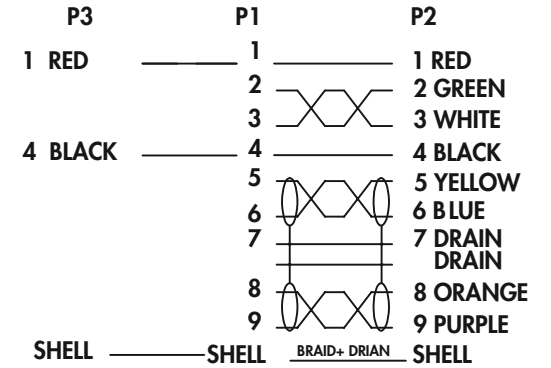 P3 P1 P2
1 RED 1 1 RED
2 2 GREEN
3 3 WHITE
4 BLACK 4 4 BLACK
5 5 YELLOW
6 6 BLUE
7 7 DRAIN
DRAIN
8 8 ORANGE
9 9 PURPLE
SHELL SHELL BRAID+ DRIAN SHELL